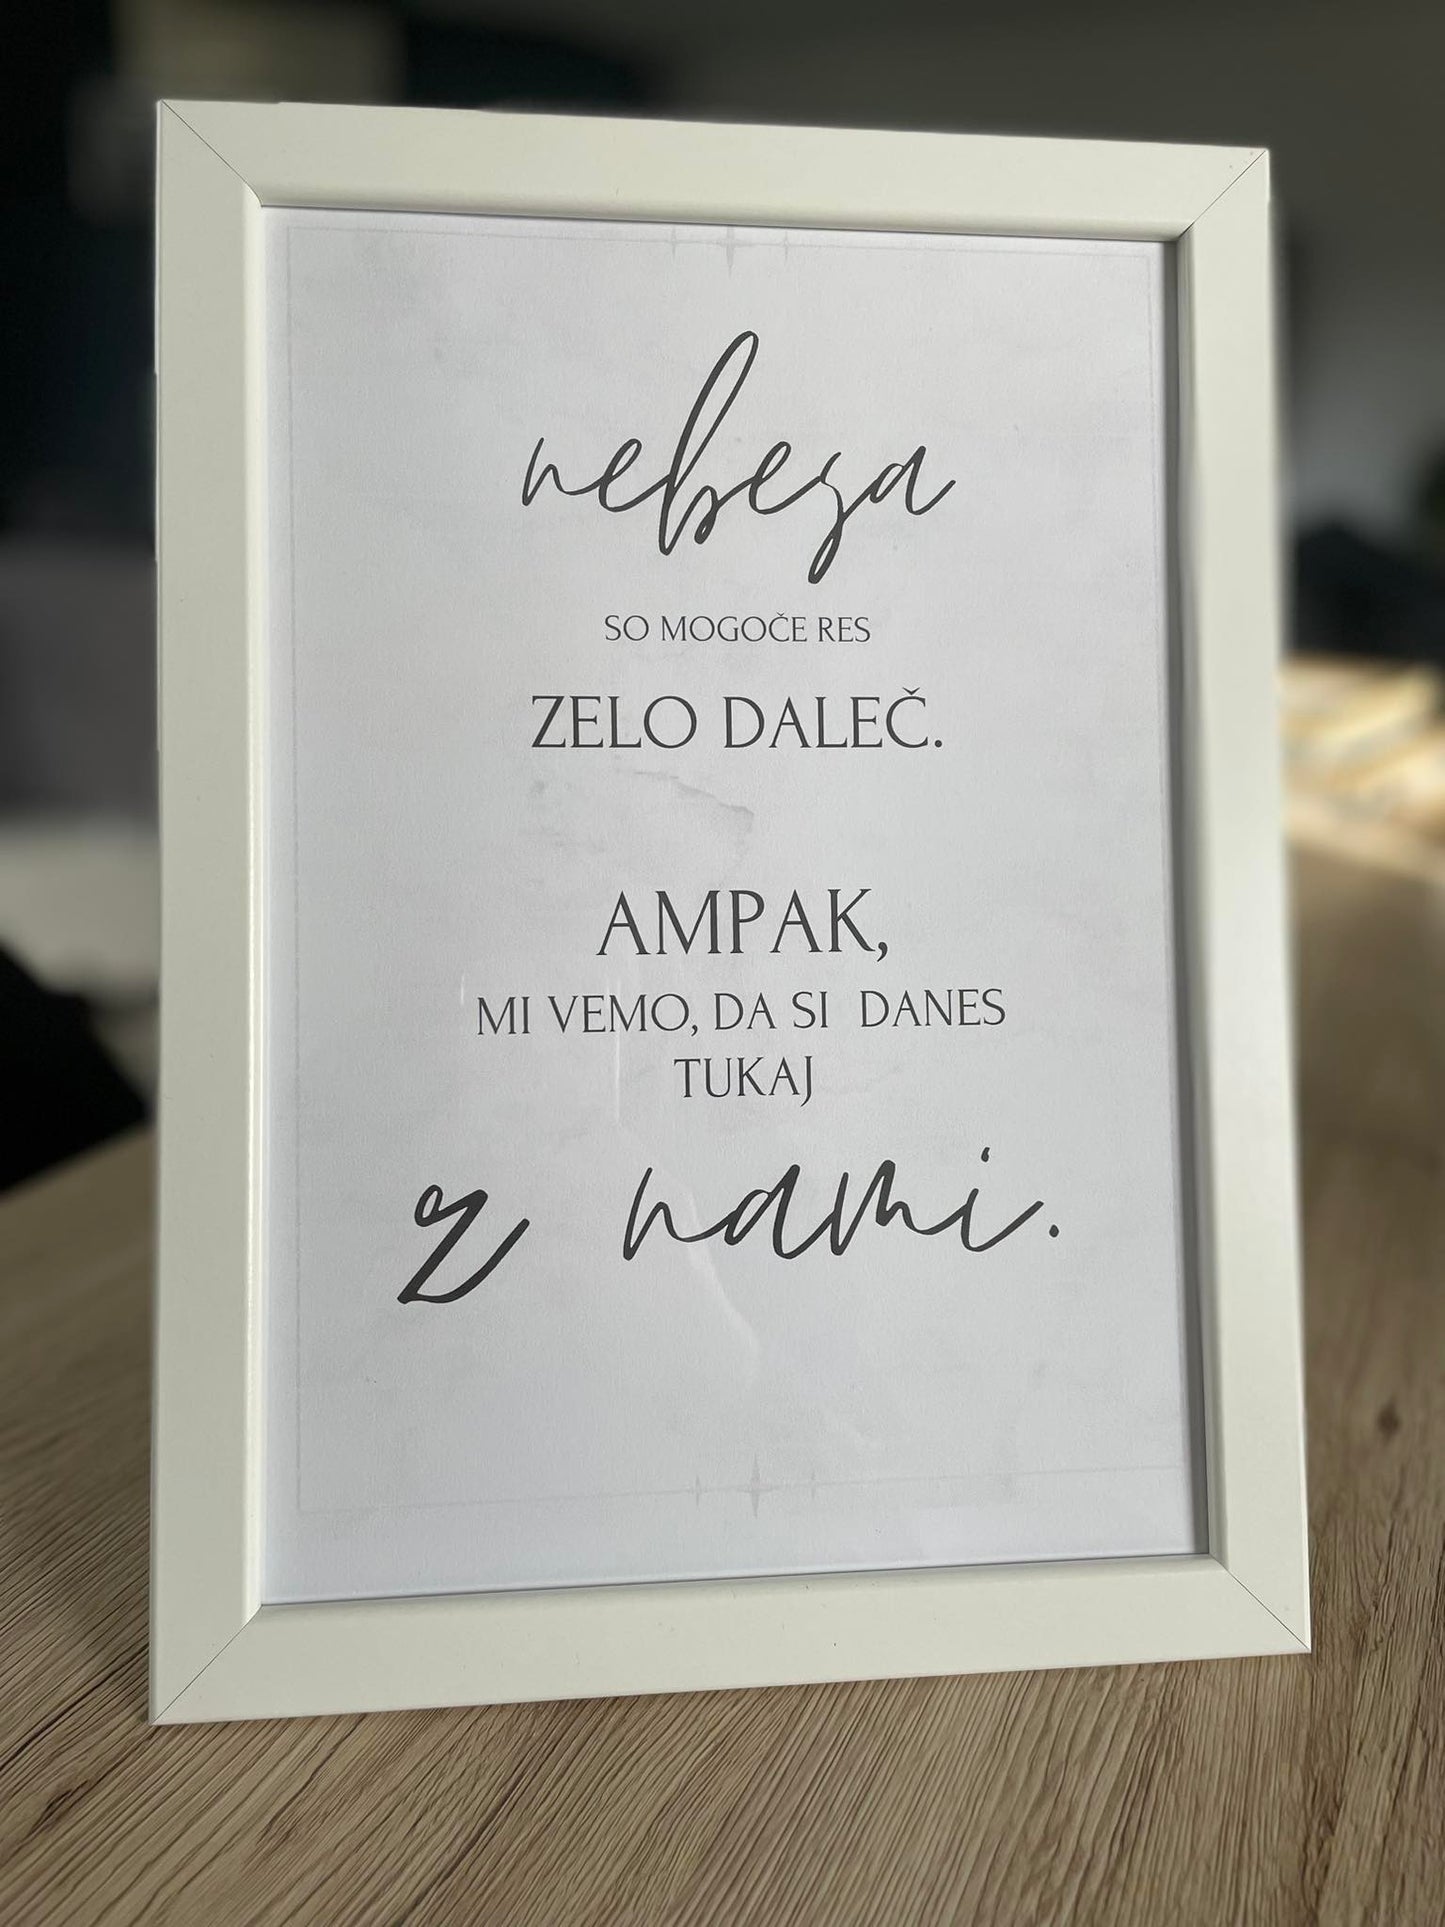 nebesa
SO MOGOČE RES
ZELO DALEČ.
AMPAK,
MI VEMO, DA SI DANES
TUKAJ
z nami.